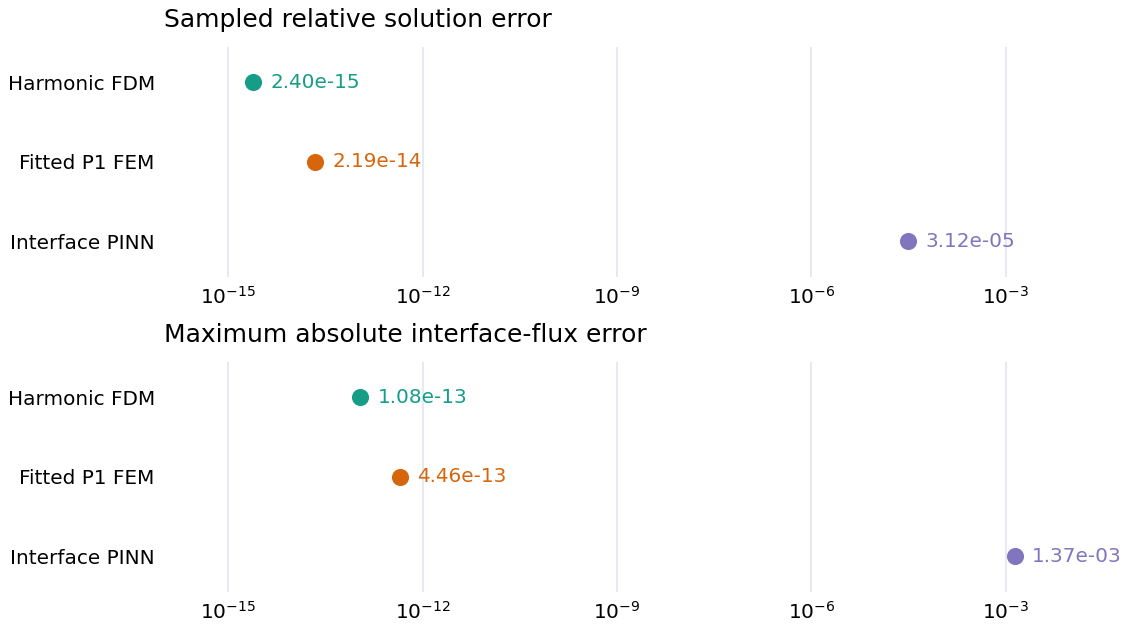 Sampled relative solution error
Harmonic FDM
2.40e-15
Fitted P1 FEM
2.19e-14
Interface PINN
3.12e-05
10⁻¹⁵ 10⁻¹² 10⁻⁹ 10⁻⁶ 10⁻³
Maximum absolute interface-flux error
Harmonic FDM
1.08e-13
Fitted P1 FEM
4.46e-13
Interface PINN
1.37e-03
10⁻¹⁵ 10⁻¹² 10⁻⁹ 10⁻⁶ 10⁻³